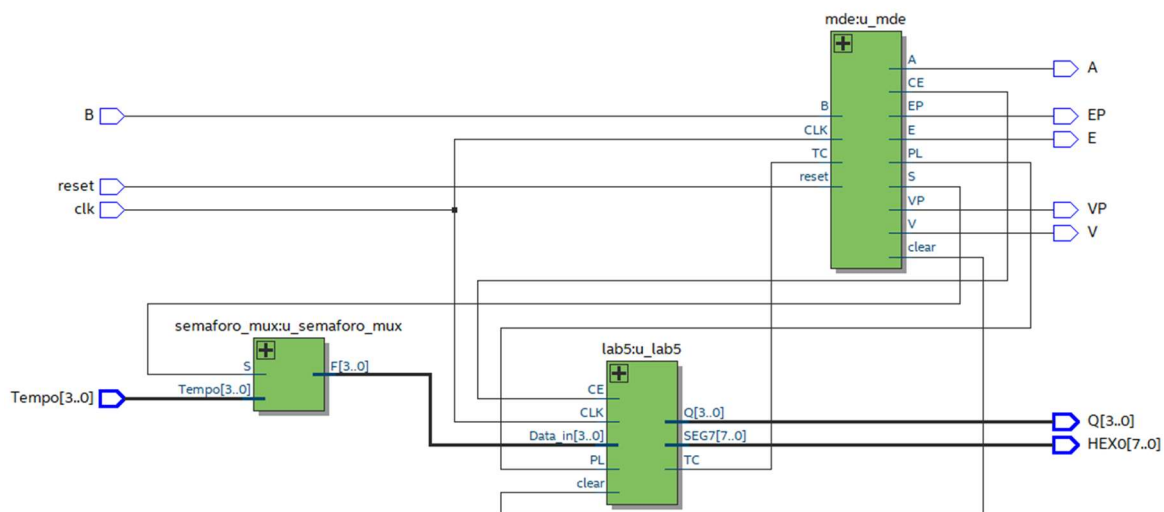 mde:u_mde
A
A
CE
B
B
EP
EP
CLK
E
E
TC
PL
reset
reset
S
clk
VP
VP
V
V
clear
semaforo_mux:u_semaforo_mux
lab5:u_lab5
S
F[3..0]
Tempo[3..0]
Tempo[3..0]
CE
CLK
Q[3..0]
Q[3..0]
Data_in[3..0]
SEG7[7..0]
HEX0[7..0]
PL
TC
clear